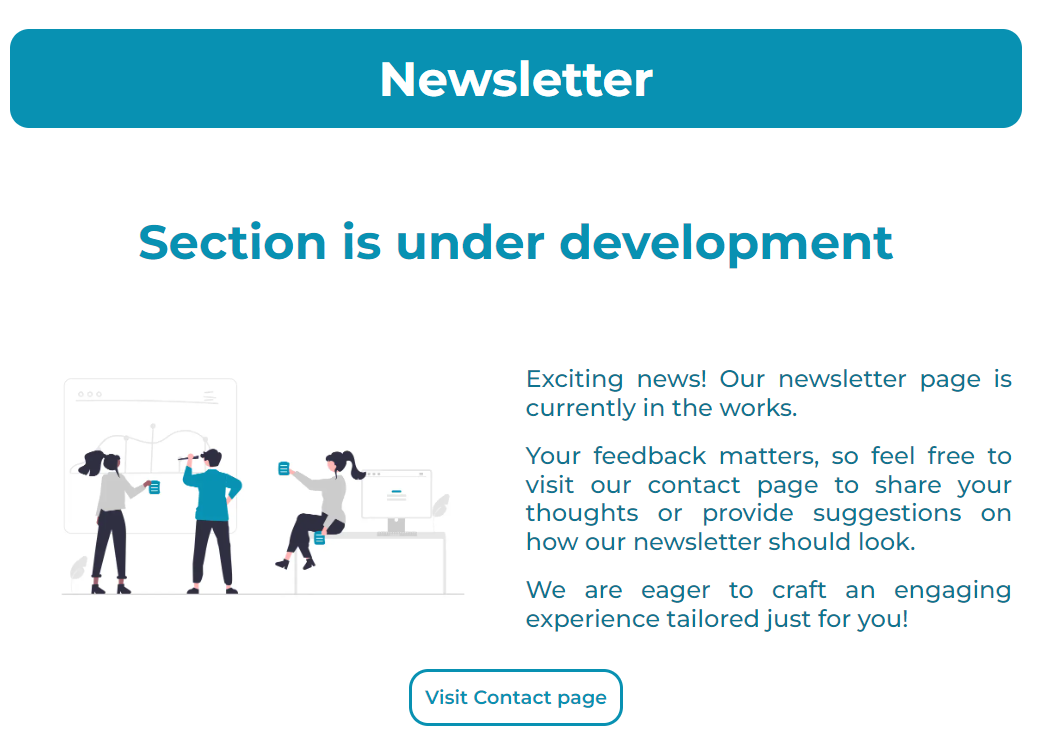 Newsletter
Section is under development
Exciting news! Our newsletter page is
currently in the works.
Your feedback matters, so feel free to
visit our contact page to share your
thoughts or provide suggestions on
how our newsletter should look.
We are eager to craft an engaging
experience tailored just for you!
Visit Contact page